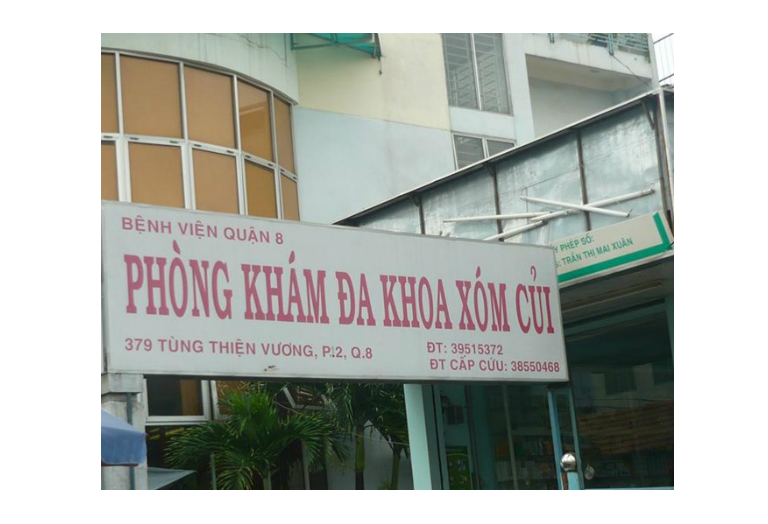 BỆNH VIỆN QUẬN 8
PHÒNG KHÁM ĐA KHOA XÓM CỦI
379 TÙNG THIỆN VƯƠNG, P.2, Q.8
ĐT: 39515372
ĐT CẤP CỨU: 38550468
PHÉP SỐ:
TRẦN THỊ MAI XUÂN